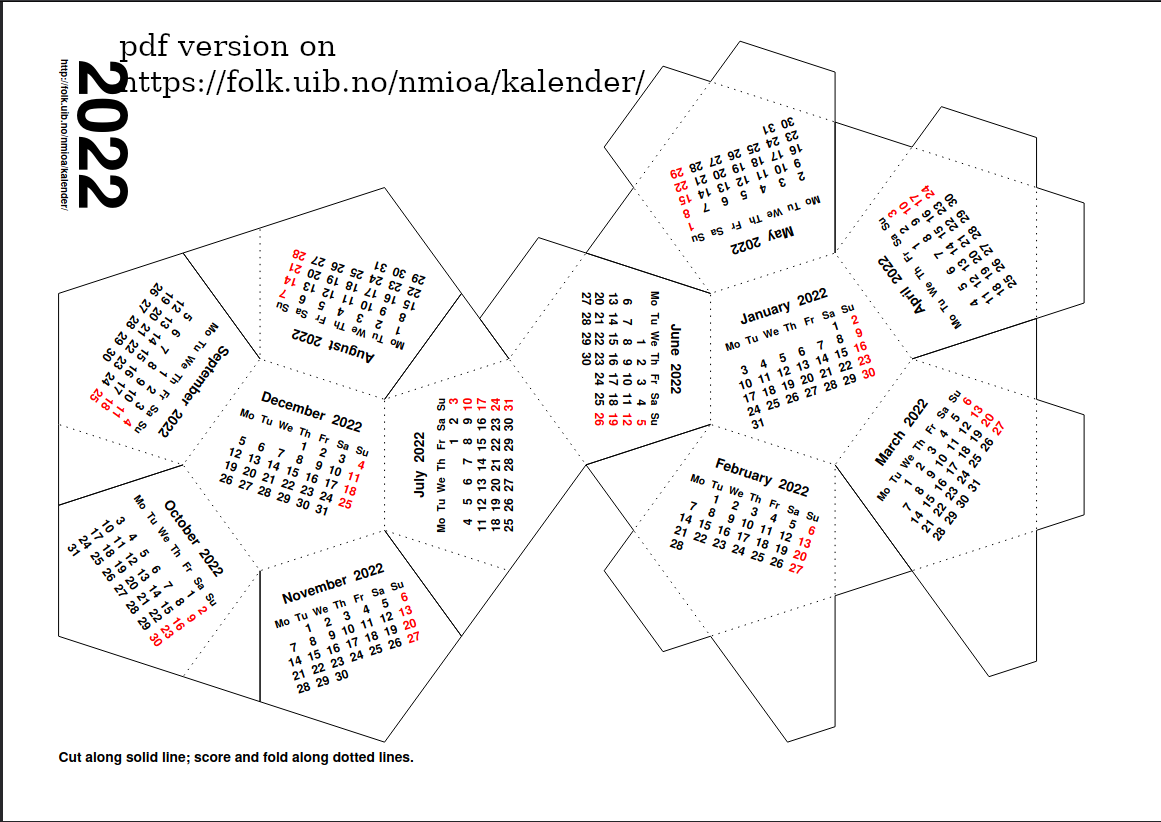 pdf version on
https://folk.uib.no/nmioa/kalender/
2022
http://folk.uib.no/nmioa/kalender/
January 2022
Mo Tu We Th Fr Sa Su
1 2
3 4 5 6 7 8 9
10 11 12 13 14 15 16
17 18 19 20 21 22 23
24 25 26 27 28 29 30
31
February 2022
Mo Tu We Th Fr Sa Su
1 2 3 4 5 6
7 8 9 10 11 12 13
14 15 16 17 18 19 20
21 22 23 24 25 26 27
28
March 2022
Mo Tu We Th Fr Sa Su
1 2 3 4 5 6
7 8 9 10 11 12 13
14 15 16 17 18 19 20
21 22 23 24 25 26 27
28 29 30 31
April 2022
Mo Tu We Th Fr Sa Su
1 2 3
4 5 6 7 8 9 10
11 12 13 14 15 16 17
18 19 20 21 22 23 24
25 26 27 28 29 30
May 2022
Mo Tu We Th Fr Sa Su
1
2 3 4 5 6 7 8
9 10 11 12 13 14 15
16 17 18 19 20 21 22
23 24 25 26 27 28 29
30 31
June 2022
Mo Tu We Th Fr Sa Su
1 2 3 4 5
6 7 8 9 10 11 12
13 14 15 16 17 18 19
20 21 22 23 24 25 26
27 28 29 30
July 2022
Mo Tu We Th Fr Sa Su
1 2 3
4 5 6 7 8 9 10
11 12 13 14 15 16 17
18 19 20 21 22 23 24
25 26 27 28 29 30 31
August 2022
Mo Tu We Th Fr Sa Su
1 2 3 4 5 6 7
8 9 10 11 12 13 14
15 16 17 18 19 20 21
22 23 24 25 26 27 28
29 30 31
September 2022
Mo Tu We Th Fr Sa Su
1 2 3 4
5 6 7 8 9 10 11
12 13 14 15 16 17 18
19 20 21 22 23 24 25
26 27 28 29 30
October 2022
Mo Tu We Th Fr Sa Su
1 2
3 4 5 6 7 8 9
10 11 12 13 14 15 16
17 18 19 20 21 22 23
24 25 26 27 28 29 30
31
November 2022
Mo Tu We Th Fr Sa Su
1 2 3 4 5 6
7 8 9 10 11 12 13
14 15 16 17 18 19 20
21 22 23 24 25 26 27
28 29 30
December 2022
Mo Tu We Th Fr Sa Su
1 2 3 4
5 6 7 8 9 10 11
12 13 14 15 16 17 18
19 20 21 22 23 24 25
26 27 28 29 30 31
Cut along solid line; score and fold along dotted lines.